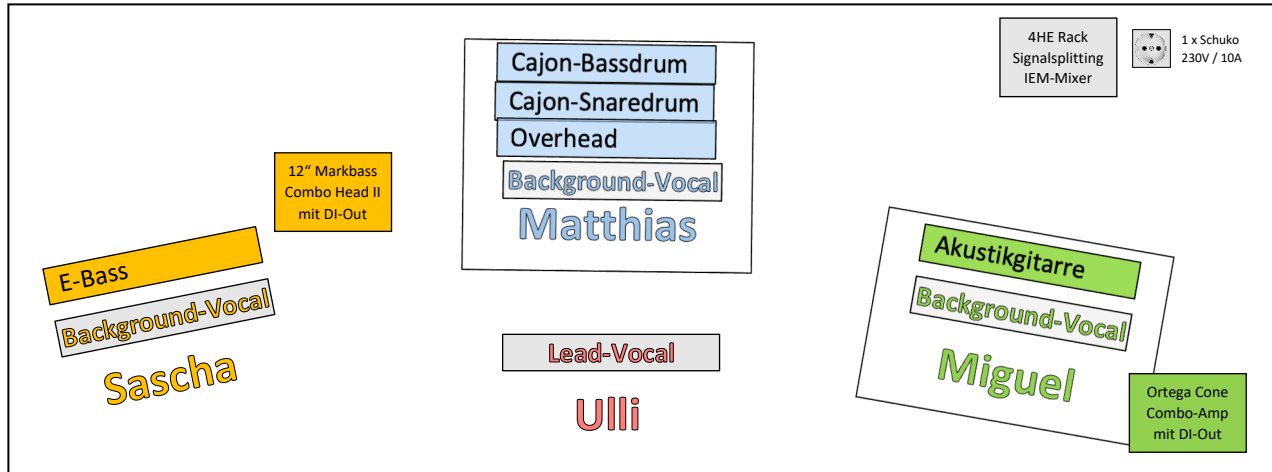 4HE Rack
Signalsplitting
IEM-Mixer
1 x Schuko
230V / 10A
Cajon-Bassdrum
Cajon-Snaredrum
Overhead
Background-Vocal
Matthias
12“ Markbass
Combo Head II
mit DI-Out
E-Bass
Background-Vocal
Sascha
Lead-Vocal
Ulli
Akustikgitarre
Background-Vocal
Miguel
Ortega Cone
Combo-Amp
mit DI-Out